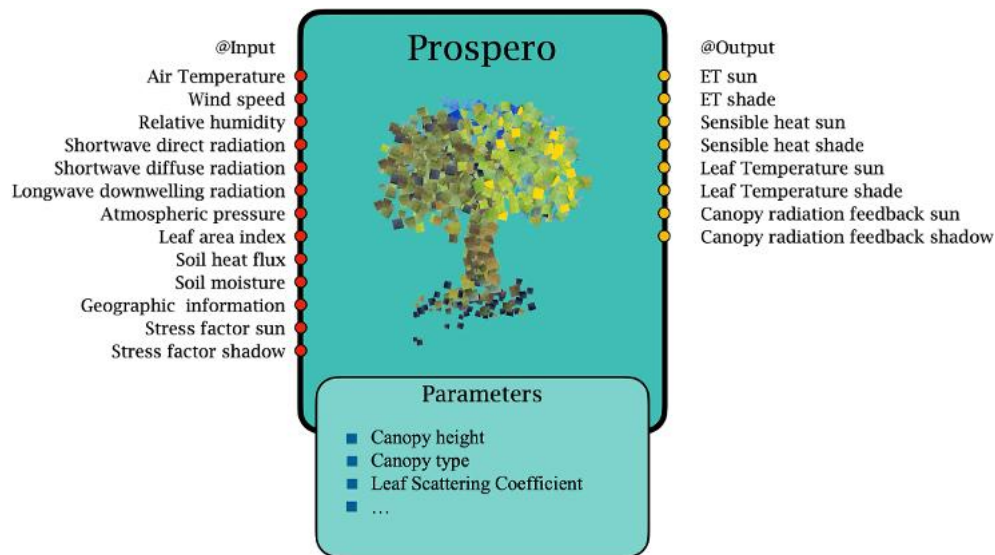 Prospero
@Input
Air Temperature
Wind speed
Relative humidity
Shortwave direct radiation
Shortwave diffuse radiation
Longwave downwelling radiation
Atmospheric pressure
Leaf area index
Soil heat flux
Soil moisture
Geographic information
Stress factor sun
Stress factor shadow
@Output
ET sun
ET shade
Sensible heat sun
Sensible heat shade
Leaf Temperature sun
Leaf Temperature shade
Canopy radiation feedback sun
Canopy radiation feedback shadow
Parameters
Canopy height
Canopy type
Leaf Scattering Coefficient
…